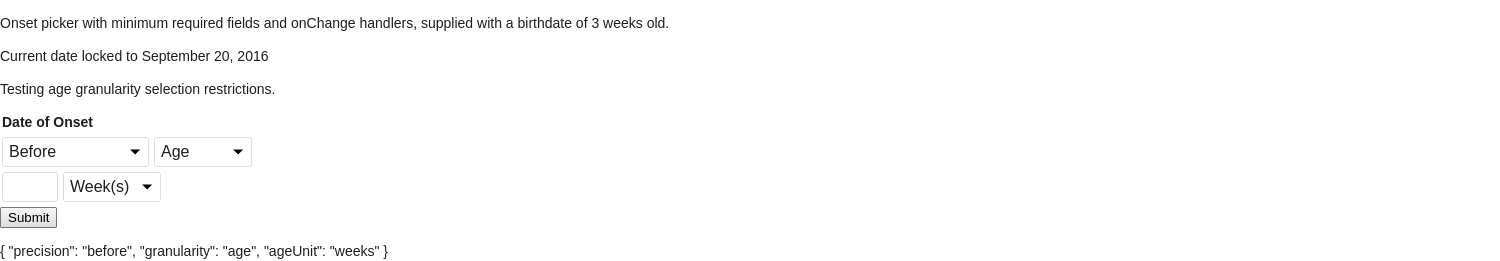 Onset picker with minimum required fields and onChange handlers, supplied with a birthdate of 3 weeks old.
Current date locked to September 20, 2016
Testing age granularity selection restrictions.
Date of Onset
Before Age
Week(s)
Submit
{ "precision": "before", "granularity": "age", "ageUnit": "weeks" }